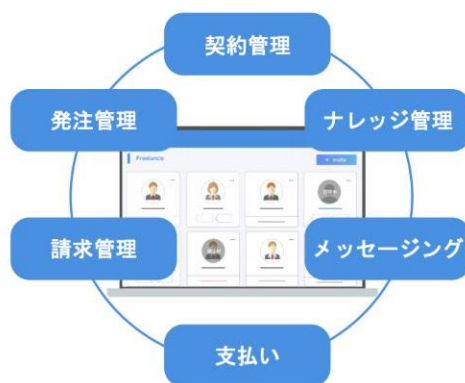 契約管理
発注管理
ナレッジ管理
Freelance
+ Invite
請求管理
メッセージング
支払い